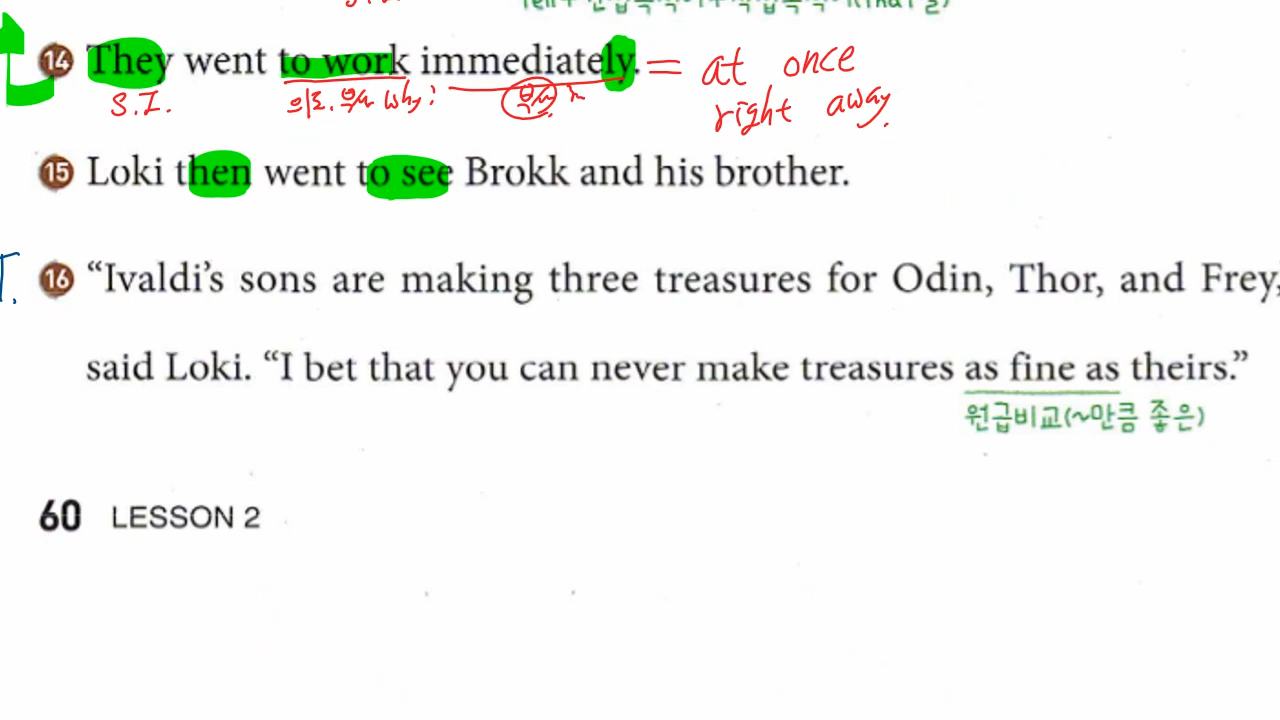 ⑭ They went to work immediately. = at once
S.I.
right away
⑮ Loki then went to see Brokk and his brother.
⑯ “Ivaldi’s sons are making three treasures for Odin, Thor, and Frey,
said Loki. “I bet that you can never make treasures as fine as theirs.”
원급비교(~만큼 좋은)
60 LESSON 2